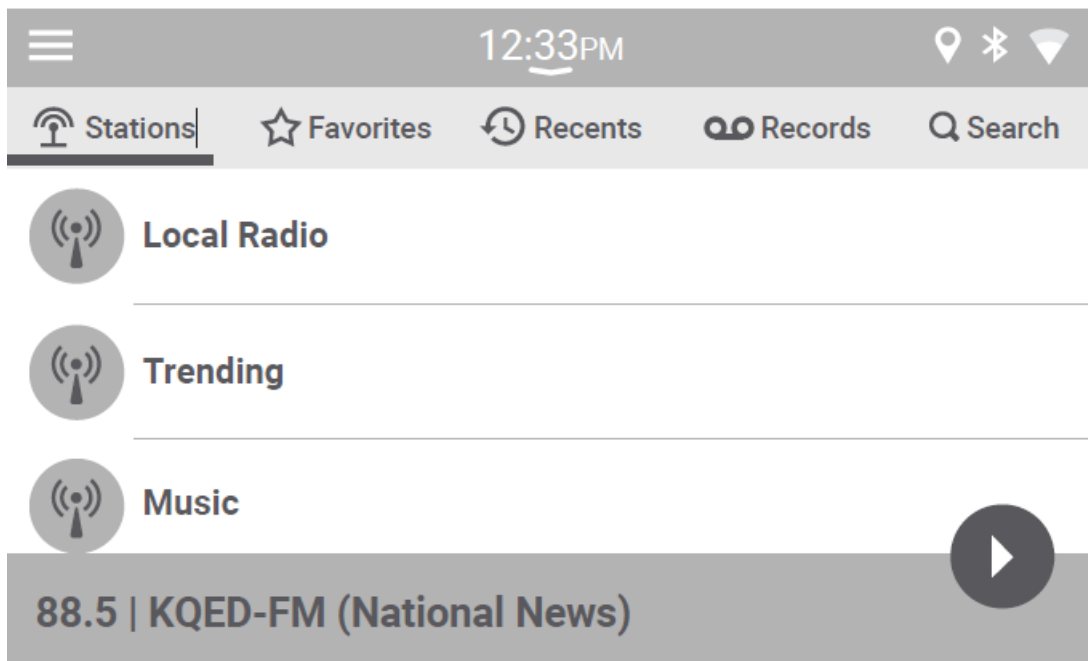 12:33PM
Stations Favorites Recents Records Search
Local Radio
Trending
Music
88.5 | KQED-FM (National News)